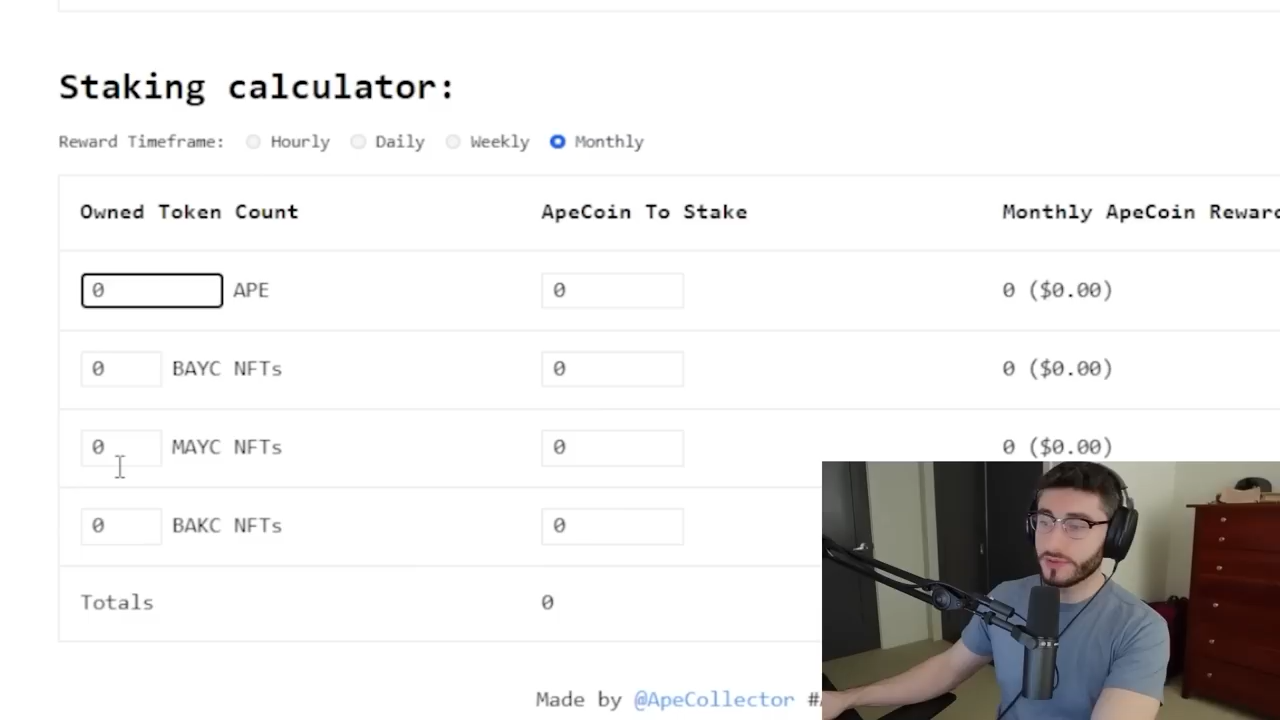 Staking calculator:
Reward Timeframe: Hourly Daily Weekly Monthly
Owned Token Count ApeCoin To Stake Monthly ApeCoin
0 APE 0 0 ($0.00)
0 BAYC NFTs 0 0 ($0.00)
0 MAYC NFTs 0 0 ($0.00)
0 BAKC NFTs 0
Totals 0
Made by @ApeCollector